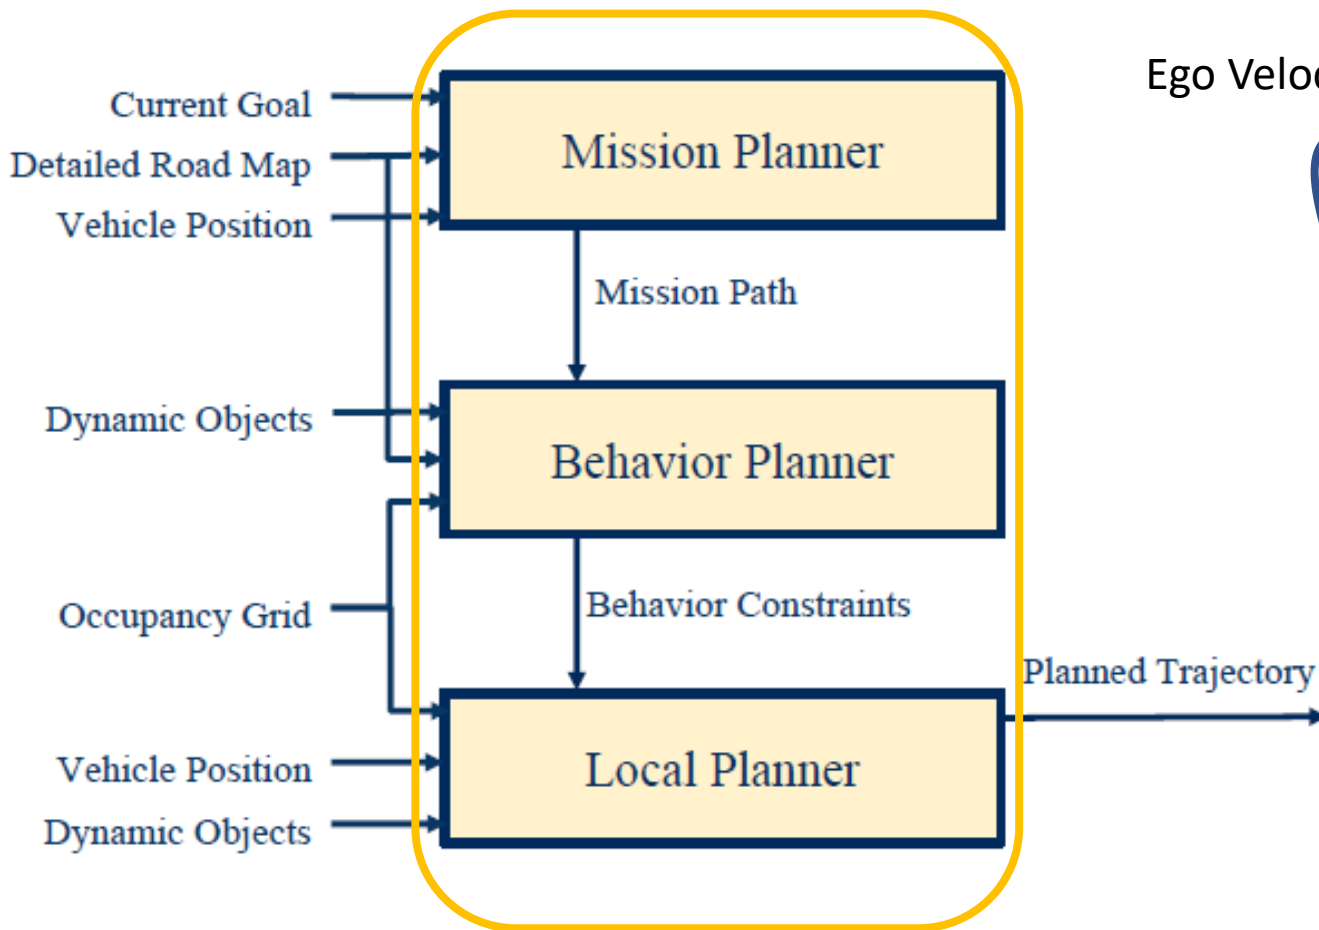 Ego
Current Goal
Mission Planner
Detailed Road Map
Vehicle Position
Mission Path
Dynamic Objects
Behavior Planner
Occupancy Grid
Behavior Constraints
Planned Trajectory
Local Planner
Vehicle Position
Dynamic Objects